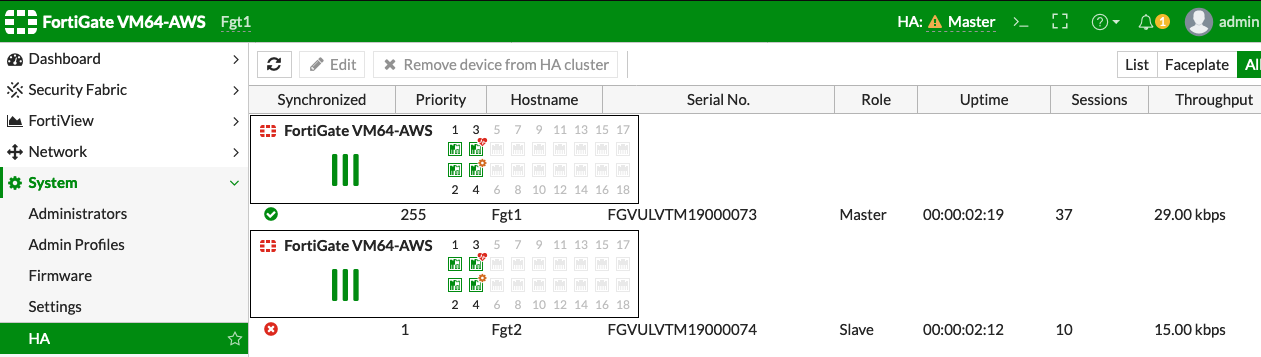 FortiGate VM64-AWS Fgt1 HA: Master >_ ? 1 admin
Dashboard
Security Fabric
FortiView
Network
System
Administrators
Admin Profiles
Firmware
Settings
HA
Edit Remove device from HA cluster List Faceplate All
Synchronized Priority Hostname Serial No. Role Uptime Sessions Throughput
FortiGate VM64-AWS 1 3 5 7 9 11 13 15 17
2 4 6 8 10 12 14 16 18
255 Fgt1 FGVULVTM19000073 Master 00:00:02:19 37 29.00 kbps
FortiGate VM64-AWS 1 3 5 7 9 11 13 15 17
2 4 6 8 10 12 14 16 18
1 Fgt2 FGVULVTM19000074 Slave 00:00:02:12 10 15.00 kbps